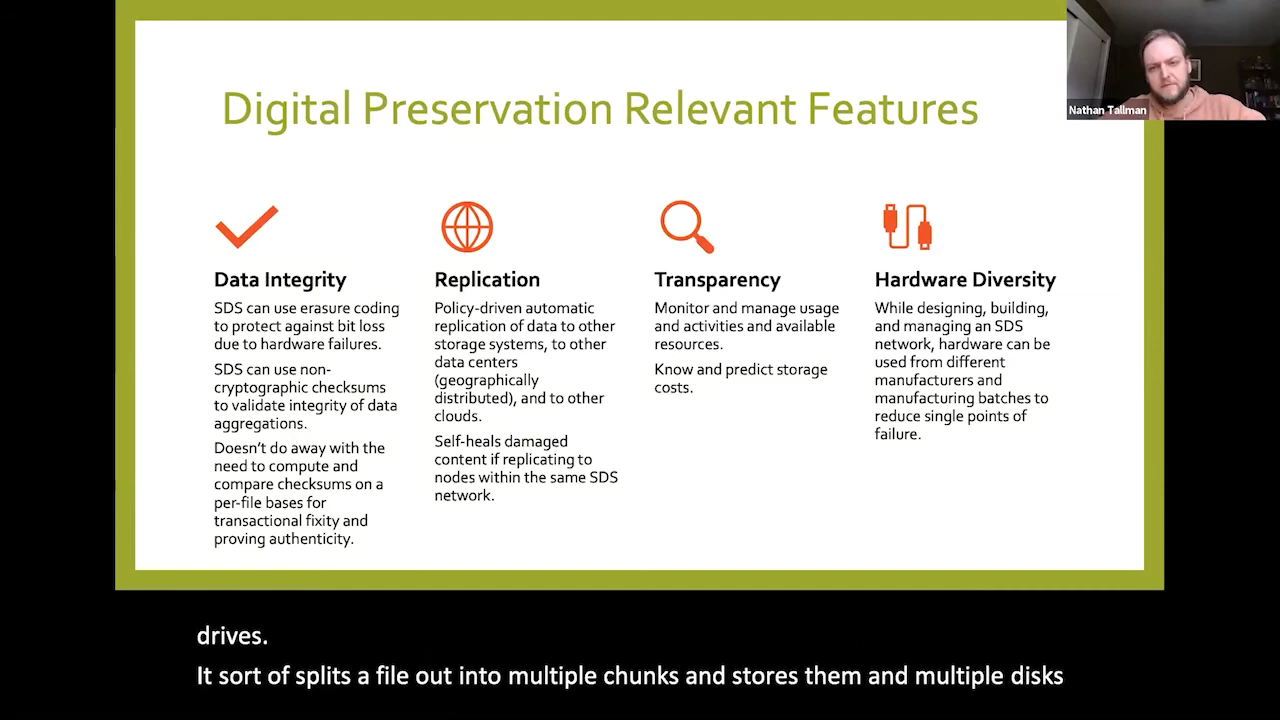 Digital Preservation Relevant Features
Nathan Tallman
Data Integrity
SDS can use erasure coding
to protect against bit loss
due to hardware failures.
SDS can use non-
cryptographic checksums
to validate integrity of data
aggregations.
Doesn't do away with the
need to compute and
compare checksums on a
per-file bases for
transactional fixity and
proving authenticity.
Replication
Policy-driven automatic
replication of data to other
storage systems, to other
data centers
(geographically
distributed), and to other
clouds.
Self-heals damaged
content if replicating to
nodes within the same SDS
network.
Transparency
Monitor and manage usage
and activities and available
resources.
Know and predict storage
costs.
Hardware Diversity
While designing, building,
and managing an SDS
network, hardware can be
used from different
manufacturers and
manufacturing batches to
reduce single points of
failure.
drives.
It sort of splits a file out into multiple chunks and stores them and multiple disks